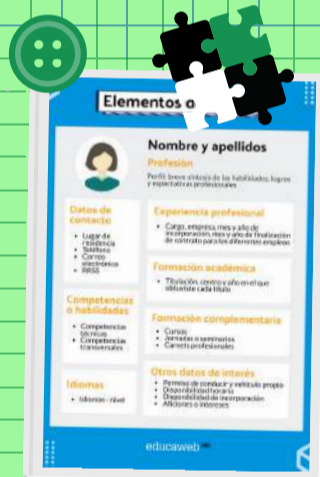 Elementos
Nombre y apellidos
Profesión
Perfil: breve síntesis de las habilidades, logros
y expectativas profesionales
Datos de
contacto
• Lugar de
residencia
• Teléfono
• Correo
electrónico
• RRSS
Competencias
o habilidades
• Competencias
técnicas
• Competencias
transversales
Idiomas
• Idiomas - nivel
Experiencia profesional
• Cargo, empresa, mes y año de
incorporación, mes y año de finalización
de contrato para los diferentes empleos
Formación académica
• Titulación, centro y año en el que
obtuviste cada título
Formación complementaria
• Cursos
• Jornadas o seminarios
• Carnets profesionales
Otros datos de interés
• Permiso de conducir y vehículo propio
• Disponibilidad horaria
• Disponibilidad de incorporación
• Aficiones o intereses
educaweb